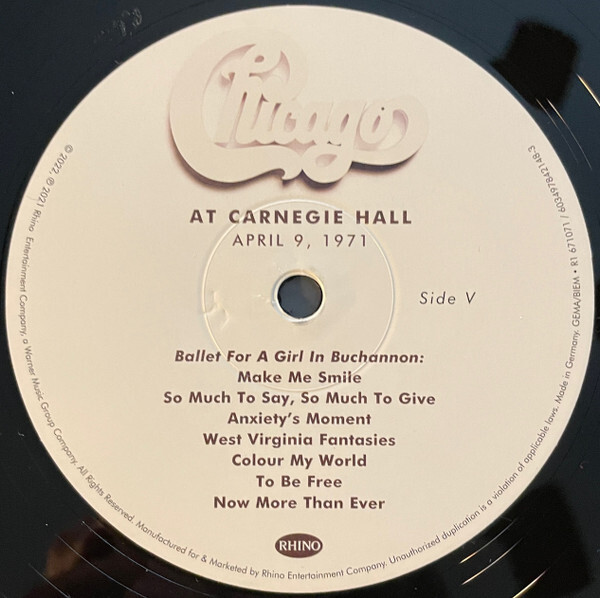 Chicago
AT CARNEGIE HALL
APRIL 9, 1971
Side V
Ballet For A Girl In Buchannon:
Make Me Smile
So Much To Say, So Much To Give
Anxiety's Moment
West Virginia Fantasies
Colour My World
To Be Free
Now More Than Ever
RHINO
© 2022, ℗ 2021 Rhino Entertainment Company, a Warner Music Group Company. All Rights Reserved. Manufactured for & Marketed by Rhino Entertainment Company. Unauthorized duplication is a violation of applicable laws. Made in Germany. GEMA/BIEM • R1 671071 / 603497842148-3